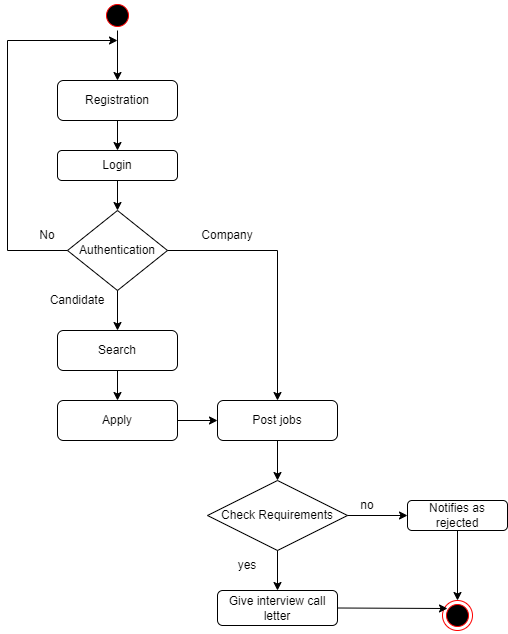 Registration
Login
No
Authentication
Company
Candidate
Search
Apply
Post jobs
Check Requirements
no
Notifies as
rejected
yes
Give interview call
letter